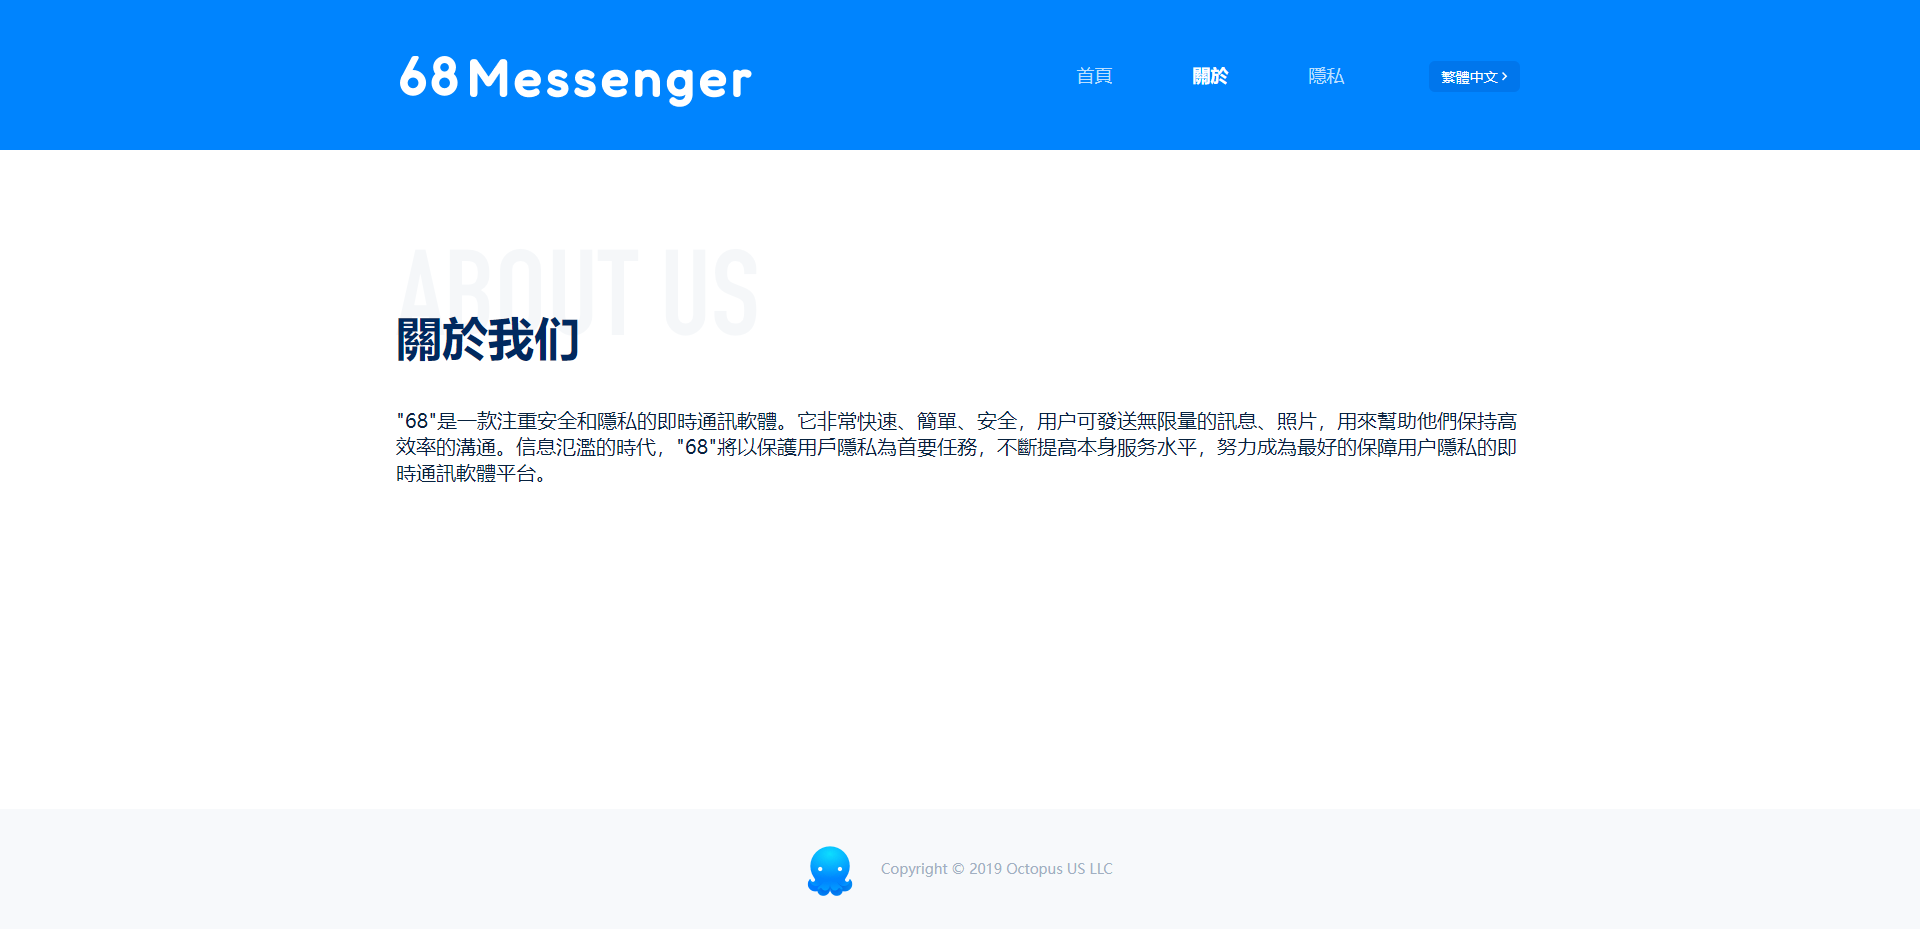 68 Messenger
首頁
關於
隱私
繁體中文
ABOUT US
關於我们
"68"是一款注重安全和隱私的即時通訊軟體。它非常快速、簡單、安全，用户可發送無限量的訊息、照片，用來幫助他們保持高
效率的溝通。信息氾濫的時代，"68"將以保護用戶隱私為首要任務，不斷提高本身服务水平，努力成為最好的保障用户隱私的即
時通訊軟體平台。
Copyright © 2019 Octopus US LLC